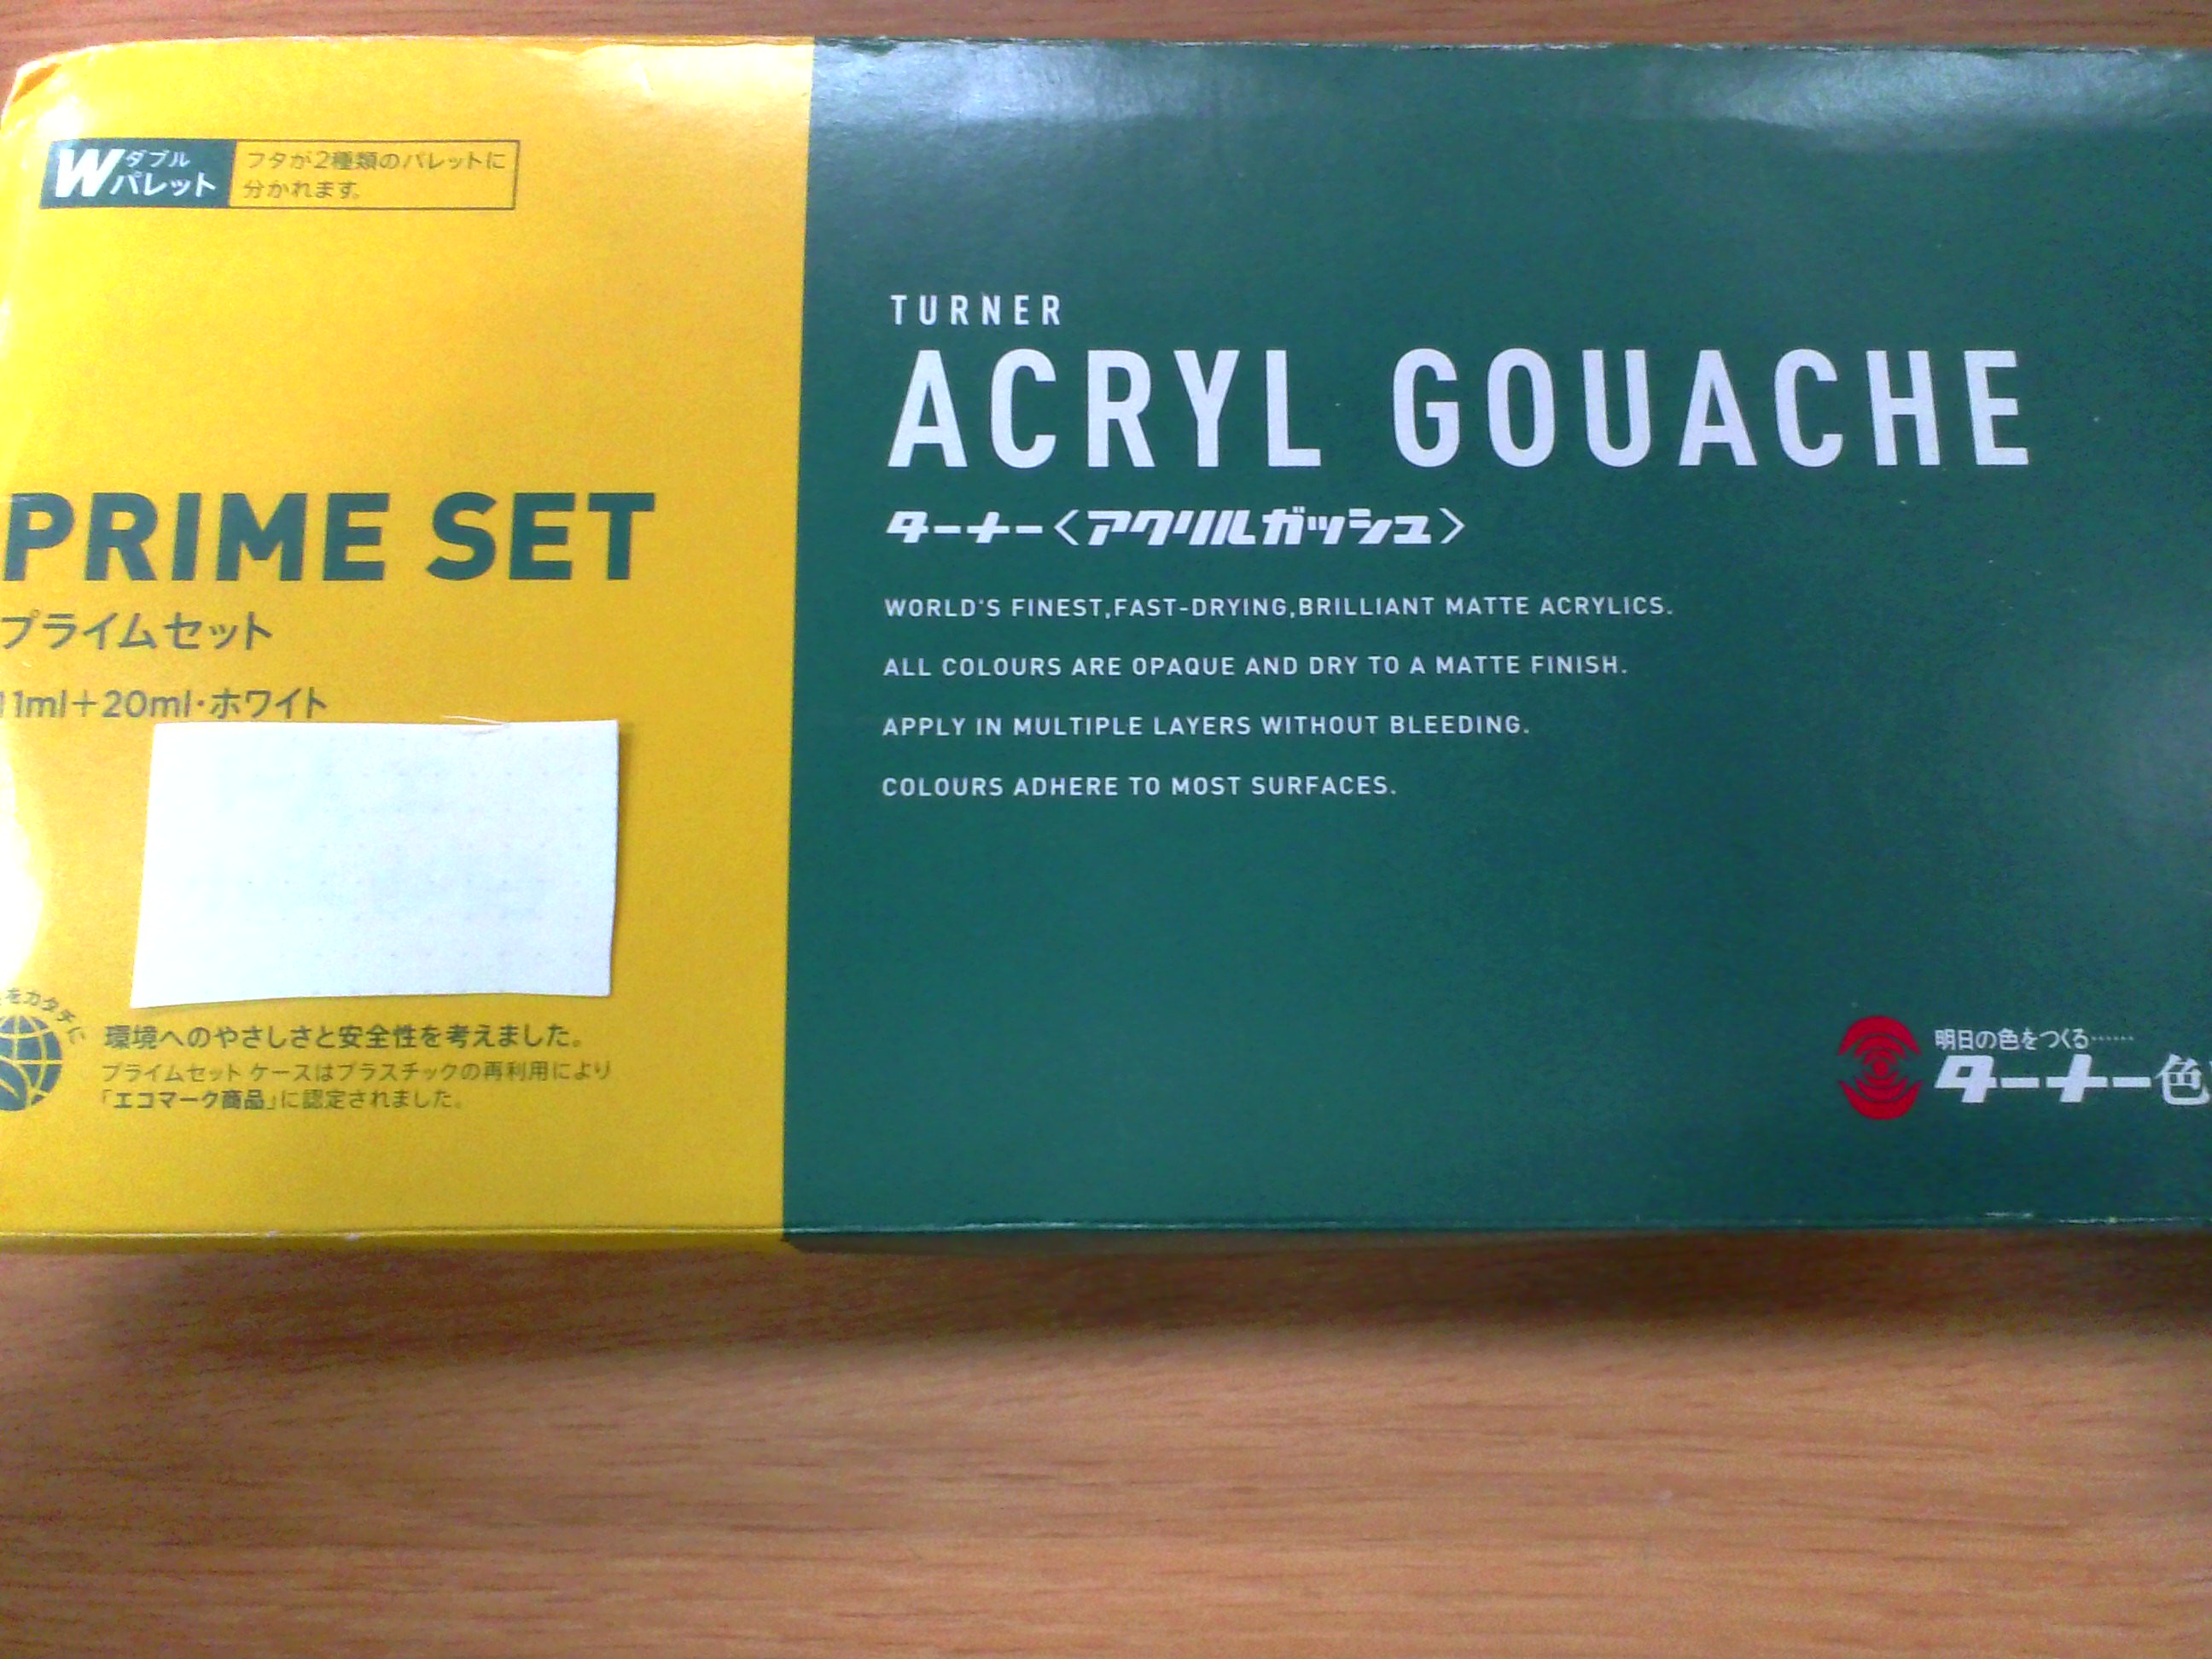 W ダブル
パレット
フタが2種類のパレットに
分かれます。
PRIME SET
プライムセット
11ml+20ml・ホワイト
をカタチに
環境へのやさしさと安全性を考えました。
プライムセット ケースはプラスチックの再利用により
「エコマーク商品」に認定されました。
TURNER
ACRYL GOUACHE
ターナー〈アクリルガッシュ〉
WORLD'S FINEST,FAST-DRYING,BRILLIANT MATTE ACRYLICS.
ALL COLOURS ARE OPAQUE AND DRY TO A MATTE FINISH.
APPLY IN MULTIPLE LAYERS WITHOUT BLEEDING.
COLOURS ADHERE TO MOST SURFACES.
明日の色をつくる……
ターナー色